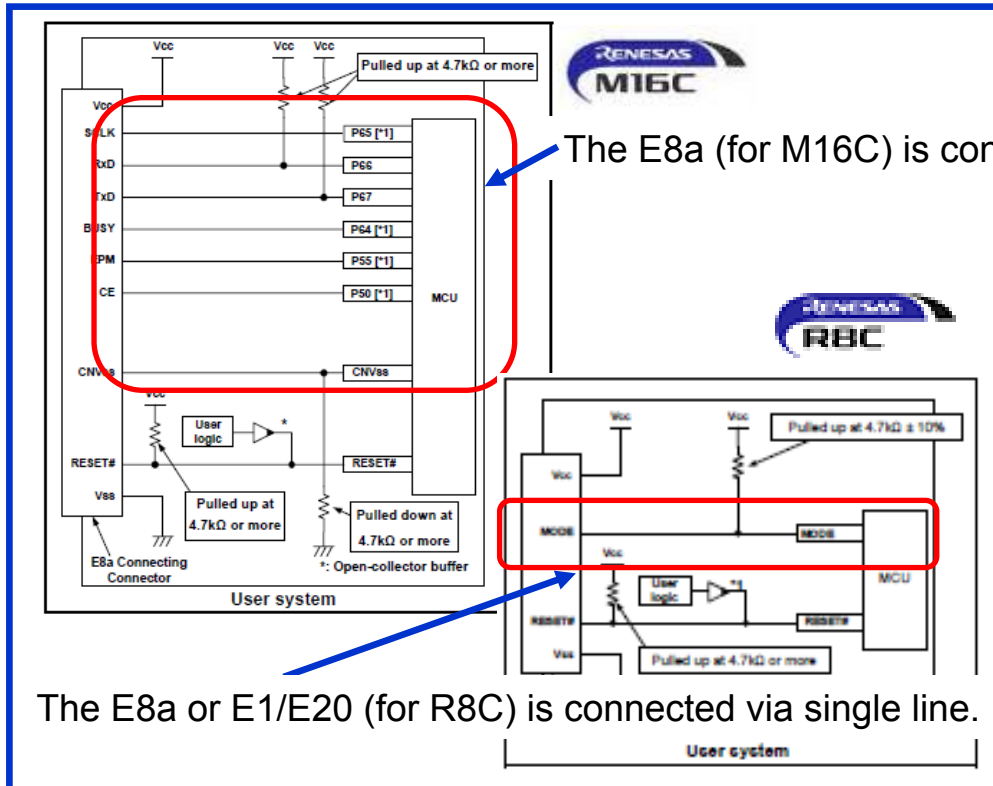 Vcc
Vcc Vcc
Pulled up at 4.7kΩ or more
RENESAS
M16C
Vcc
SCLK
P65 [*1]
The E8a (for M16C) is con
RxD
P66
TxD
P67
BUSY
P64 [*1]
EPM
P55 [*1]
CE
P50 [*1]
MCU
RENESAS
R8C
CNVss
CNVss
Vcc
User
logic
*
RESET#
RESET#
Vss
Pulled up at
4.7kΩ or more
Pulled down at
4.7kΩ or more
E8a Connecting
Connector
*: Open-collector buffer
User system
Vcc
Vcc
Pulled up at 4.7kΩ ± 10%
Vcc
MODE
MODE
Vcc
MCU
User
logic
*1
RESET#
RESET#
Vss
Pulled up at 4.7kΩ or more
The E8a or E1/E20 (for R8C) is connected via single line.
User system